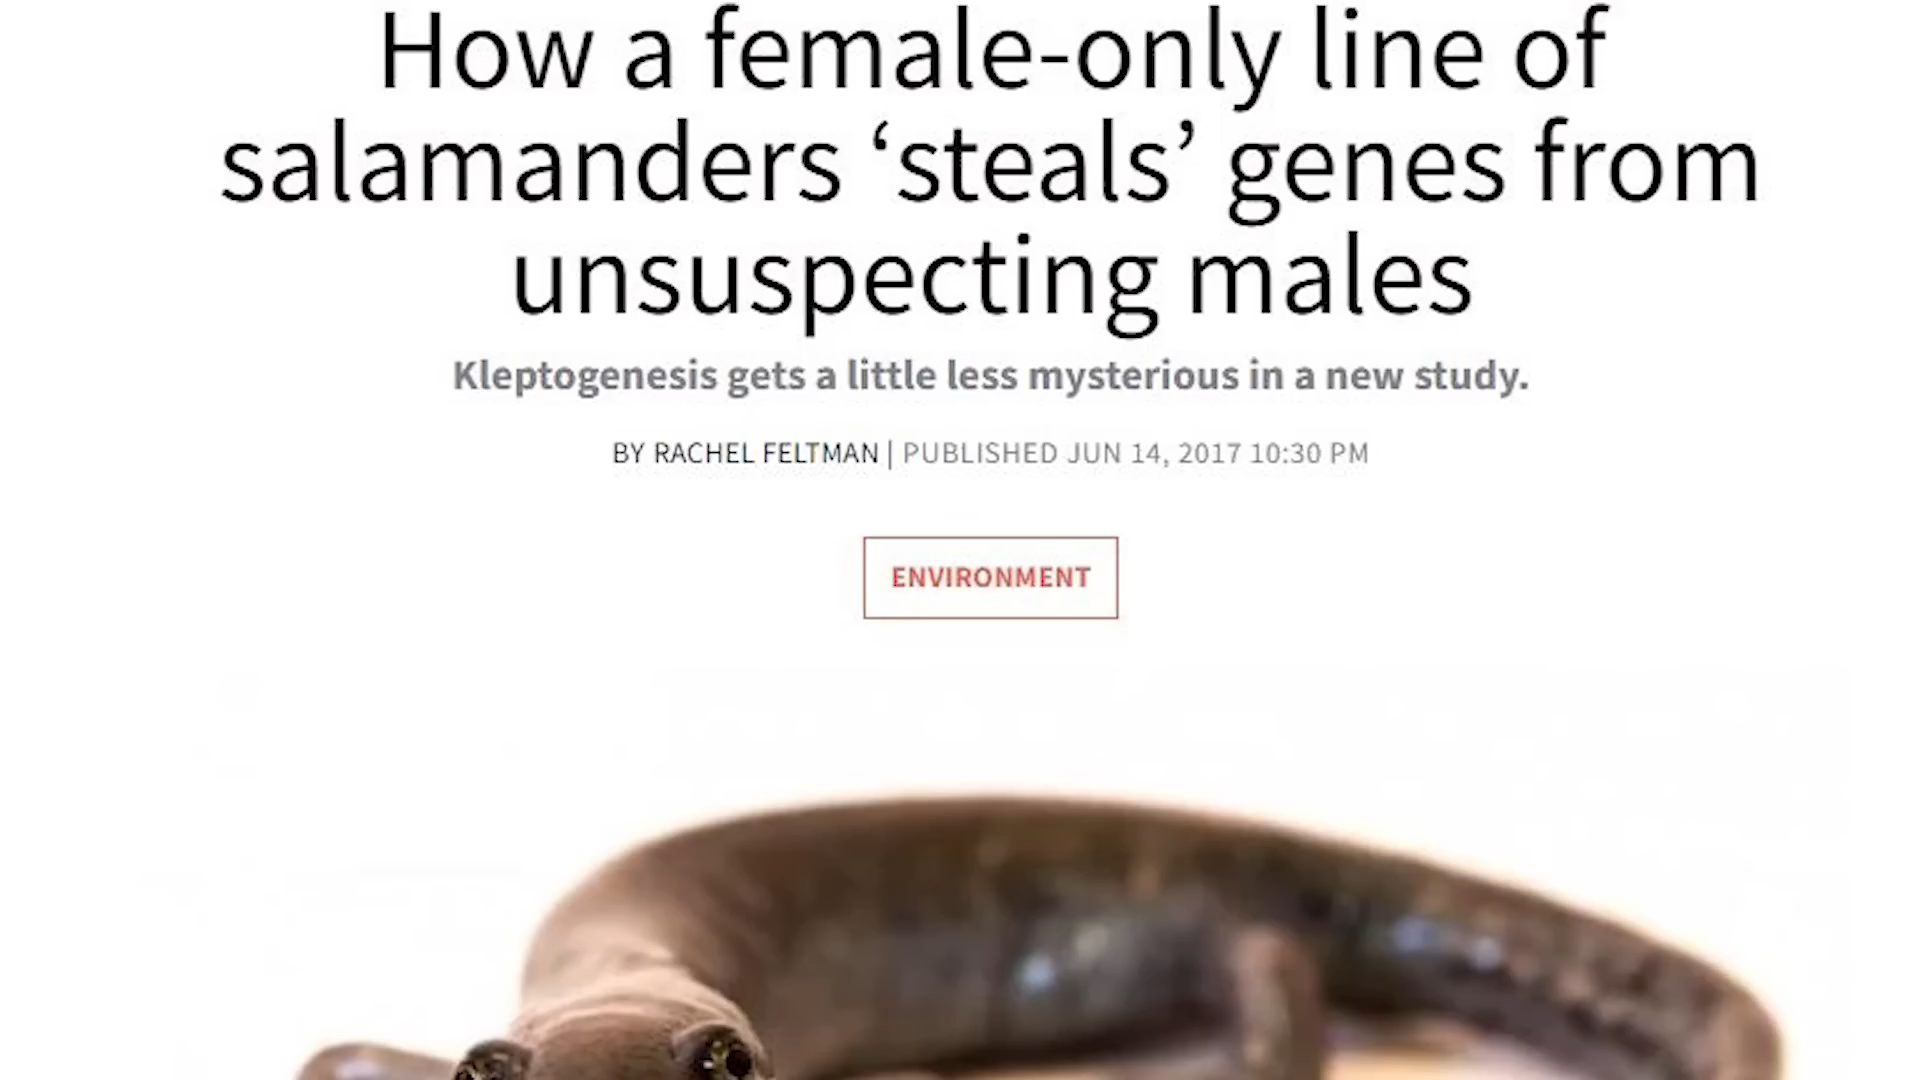 How a female-only line of
salamanders ‘steals’ genes from
unsuspecting males
Kleptogenesis gets a little less mysterious in a new study.
BY RACHEL FELTMAN | PUBLISHED JUN 14, 2017 10:30 PM
ENVIRONMENT